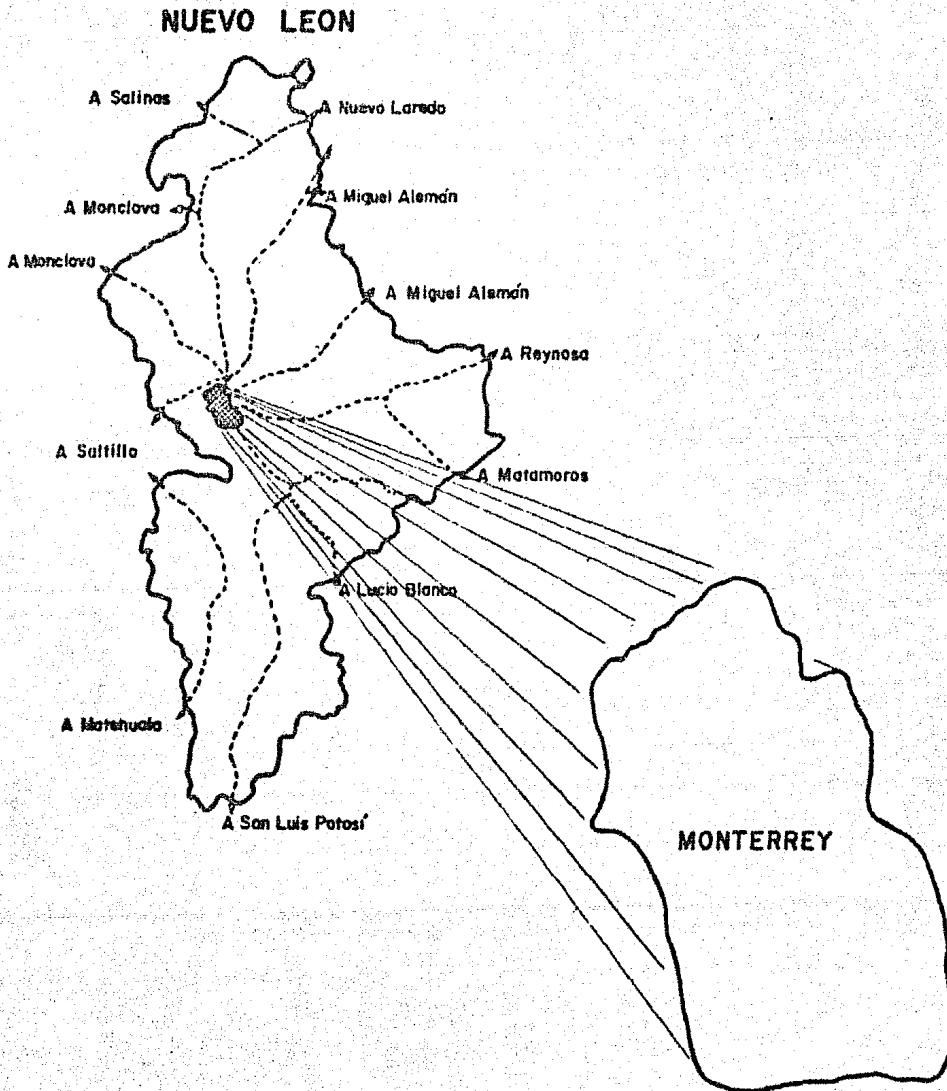 NUEVO LEON
A Salinas
A Nuevo Laredo
A Miguel Alemán
A Monclova
A Monclova
A Miguel Alemán
A Reynosa
A Saltillo
A Matamoros
A Lucio Blanco
A Matehuala
A San Luis Potosí
MONTERREY